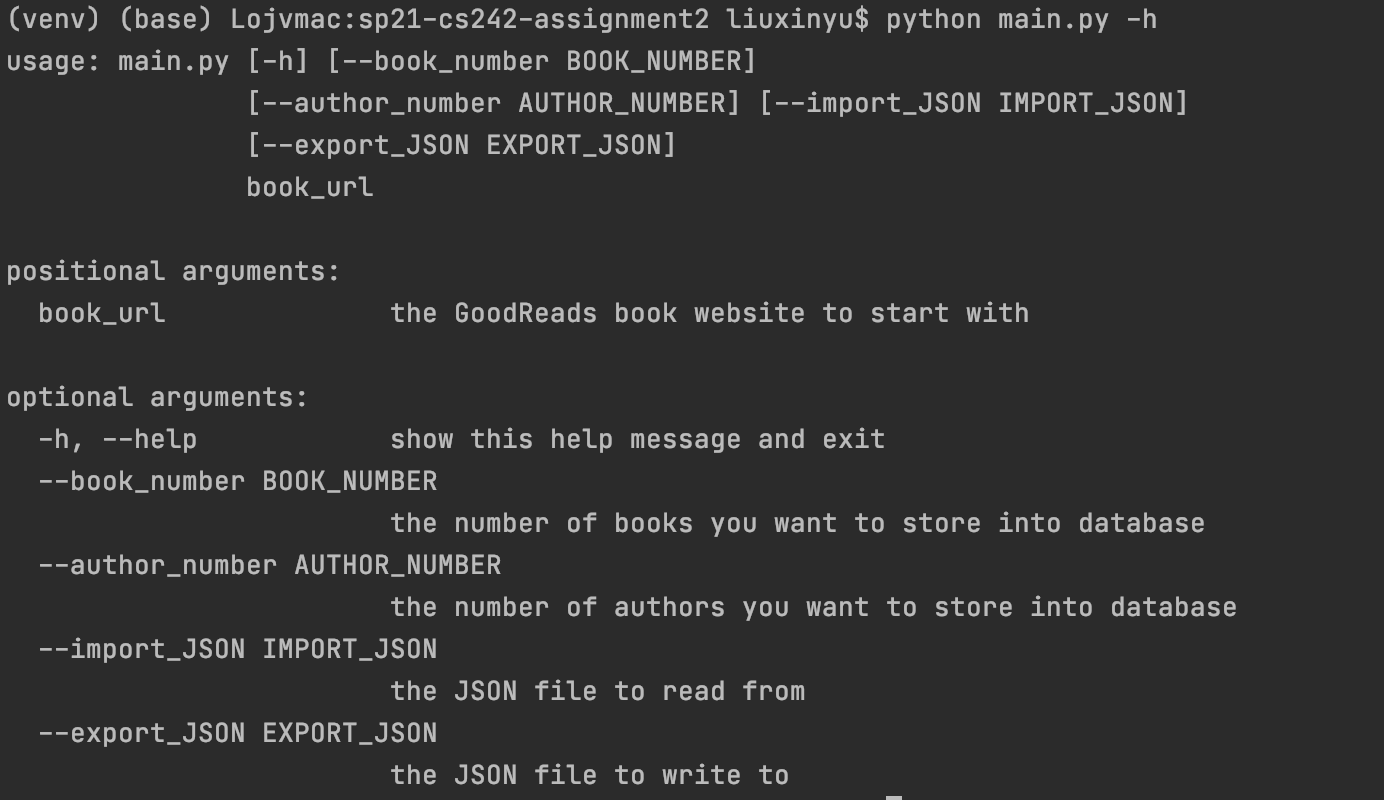 (venv) (base) Lojvmac:sp21-cs242-assignment2 liuxinyu$ python main.py -h
usage: main.py [-h] [--book_number BOOK_NUMBER]
               [--author_number AUTHOR_NUMBER] [--import_JSON IMPORT_JSON]
               [--export_JSON EXPORT_JSON]
               book_url

positional arguments:
  book_url              the GoodReads book website to start with

optional arguments:
  -h, --help            show this help message and exit
  --book_number BOOK_NUMBER
                        the number of books you want to store into database
  --author_number AUTHOR_NUMBER
                        the number of authors you want to store into database
  --import_JSON IMPORT_JSON
                        the JSON file to read from
  --export_JSON EXPORT_JSON
                        the JSON file to write to